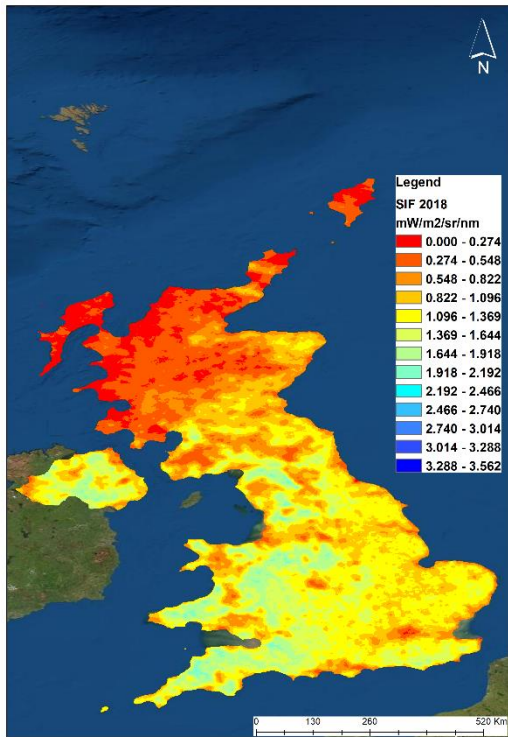 N
Legend
SIF 2018
mW/m2/sr/nm
0.000 - 0.274
0.274 - 0.548
0.548 - 0.822
0.822 - 1.096
1.096 - 1.369
1.369 - 1.644
1.644 - 1.918
1.918 - 2.192
2.192 - 2.466
2.466 - 2.740
2.740 - 3.014
3.014 - 3.288
3.288 - 3.562
0 130 260 520 Km